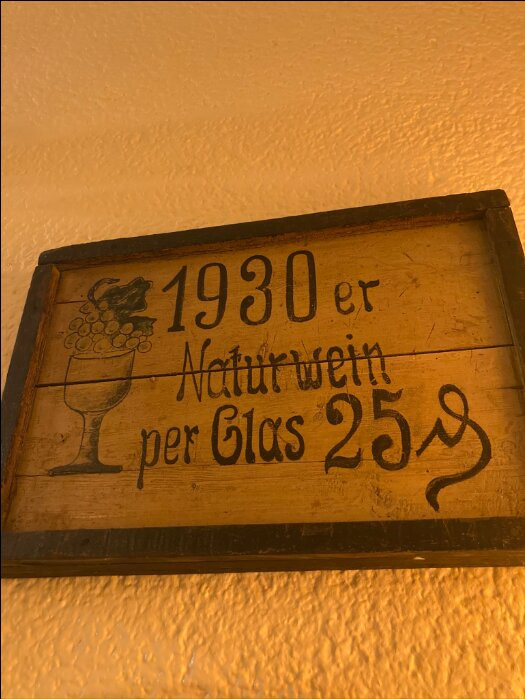 1930er
Naturwein
per Glas 25 ₰